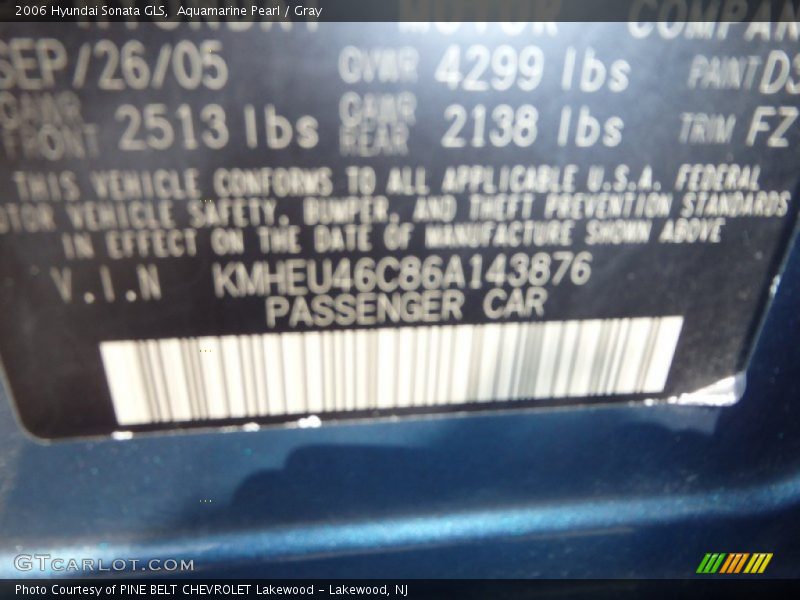 2006 Hyundai Sonata GLS, Aquamarine Pearl / Gray
MOTOR COMPAN
SEP/26/05 GVWR 4299 lbs PAINT D3
GAWR FRONT 2513 lbs GAWR REAR 2138 lbs TRIM FZ
THIS VEHICLE CONFORMS TO ALL APPLICABLE U.S.A. FEDERAL
OTOR VEHICLE SAFETY, BUMPER, AND THEFT PREVENTION STANDARDS
IN EFFECT ON THE DATE OF MANUFACTURE SHOWN ABOVE
V.I.N KMHEU46C86A143876
PASSENGER CAR
GTCARLOT.COM
Photo Courtesy of PINE BELT CHEVROLET Lakewood - Lakewood, NJ